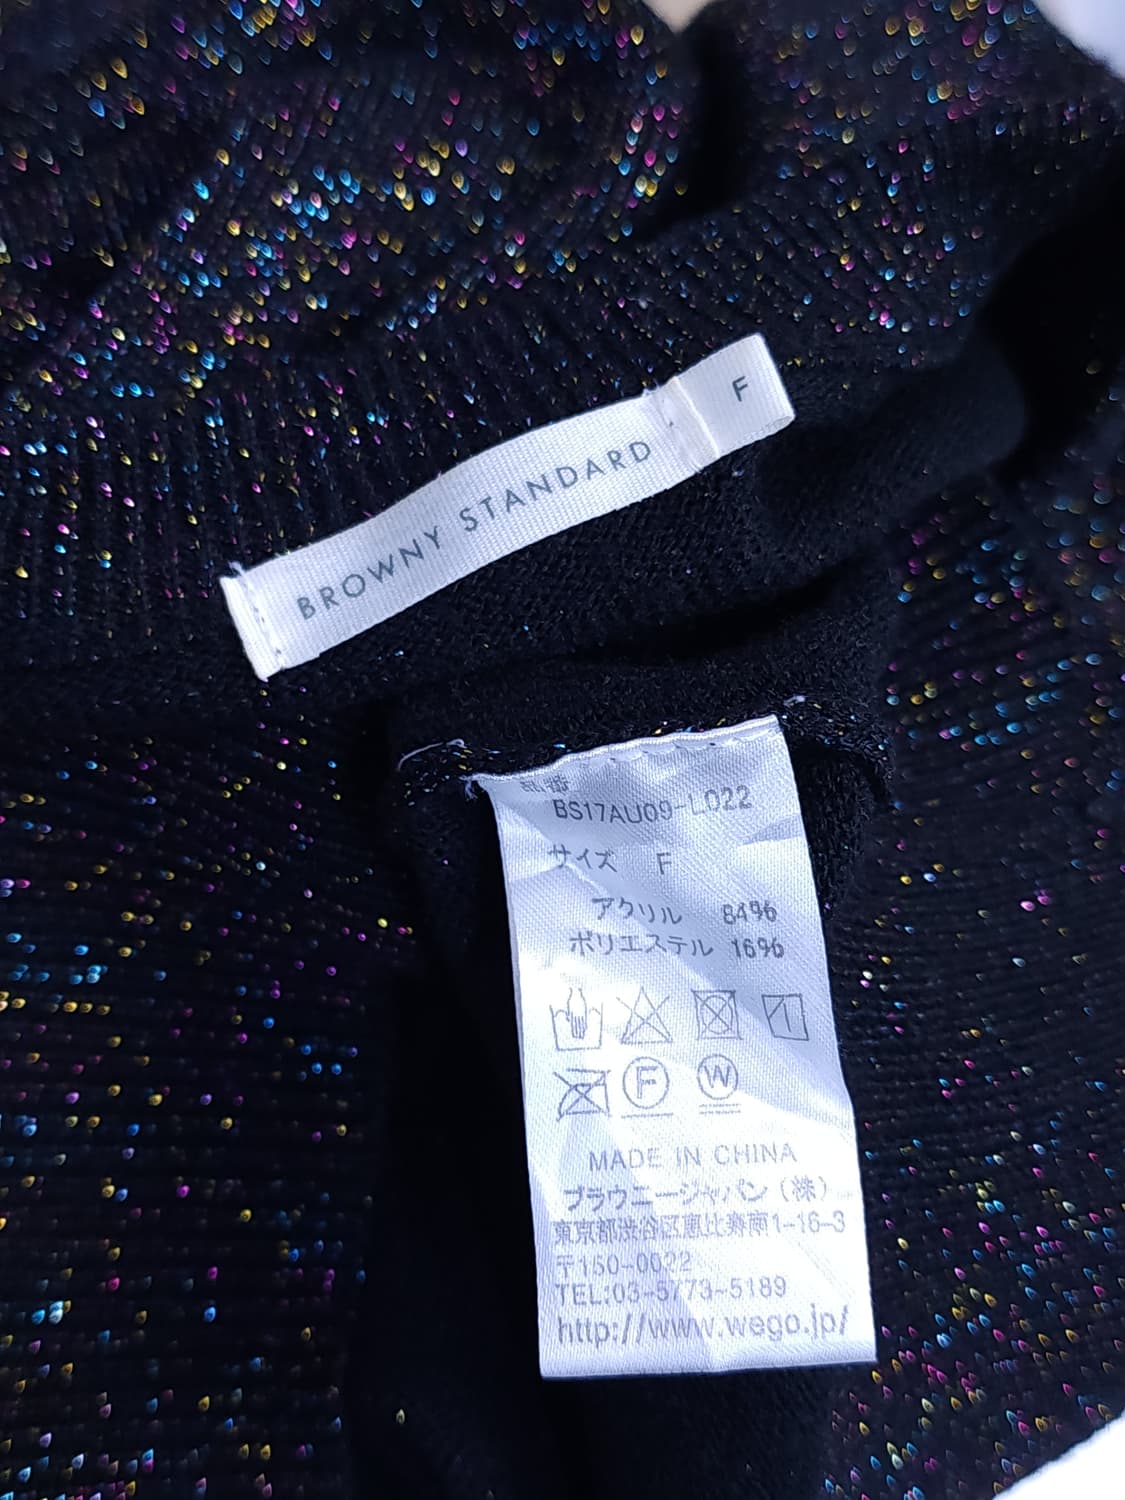 BROWNY STANDARD F
品番
BS17AU09-L022
サイズ F
アクリル 84%
ポリエステル 16%
F W
MADE IN CHINA
ブラウニージャパン（株）
東京都渋谷区恵比寿南1-16-3
〒150-0022
TEL:03-5773-5189
http://www.wego.jp/